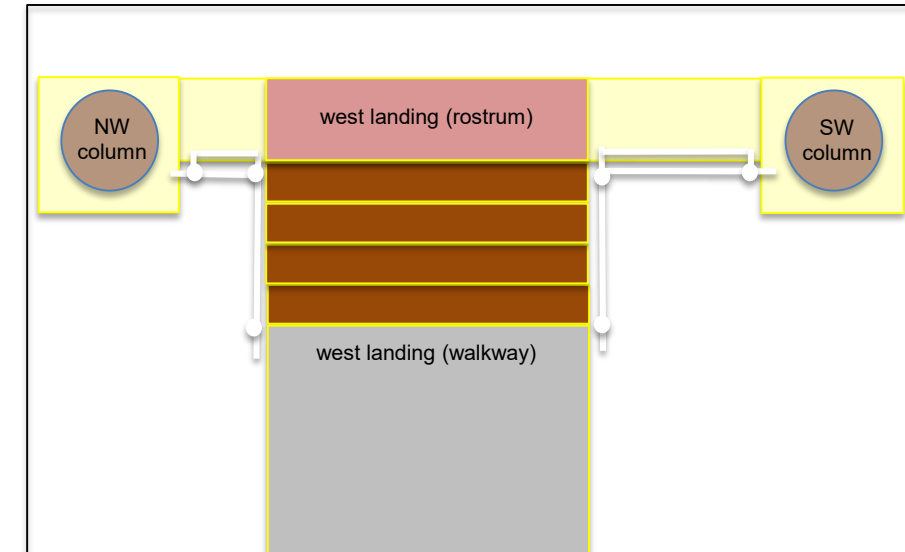 NW
column
west landing (rostrum)
SW
column
west landing (walkway)